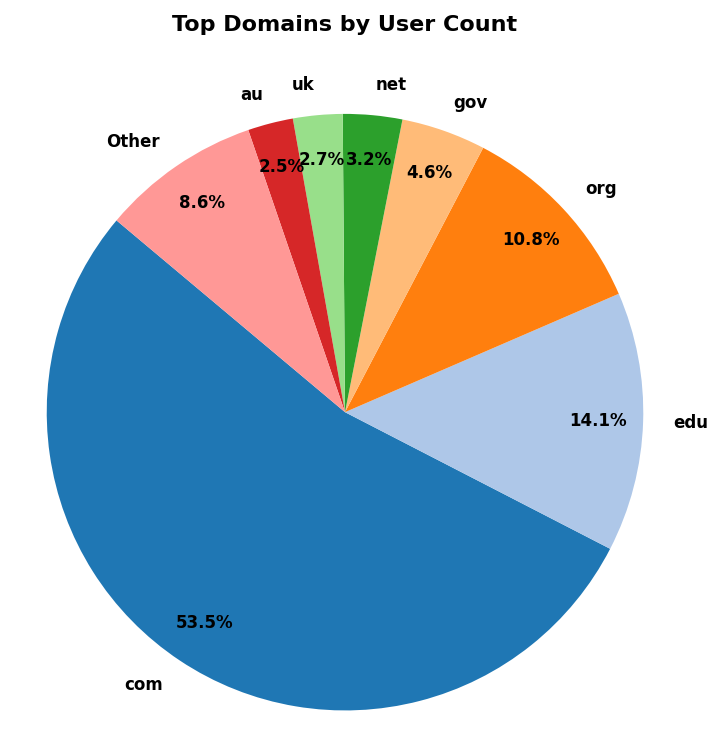 Top Domains by User Count
uk
net
au
gov
Other
org
2.7%
3.2%
2.5%
4.6%
8.6%
10.8%
14.1%
edu
53.5%
com